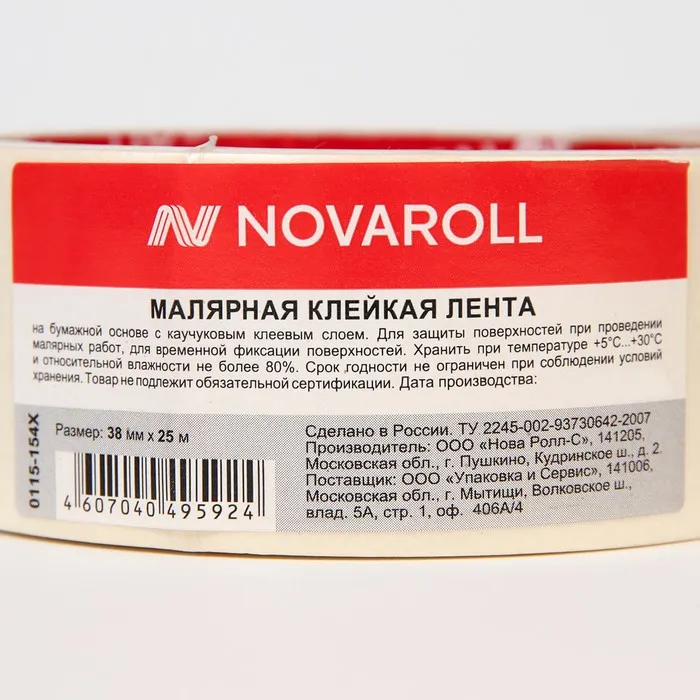 NOVAROLL
МАЛЯРНАЯ КЛЕЙКАЯ ЛЕНТА
на бумажной основе с каучуковым клеевым слоем. Для защиты поверхностей при проведении
малярных работ, для временной фиксации поверхностей. Хранить при температуре +5°С...+30°С
и относительной влажности не более 80%. Срок годности не ограничен при соблюдении условий
хранения. Товар не подлежит обязательной сертификации. Дата производства:
0115-154X
Размер: 38 мм х 25 м
4 607040 495924
Сделано в России. ТУ 2245-002-93730642-2007
Производитель: ООО «Нова Ролл-С», 141205,
Московская обл., г. Пушкино, Кудринское ш., д. 2.
Поставщик: ООО «Упаковка и Сервис», 141006,
Московская обл., г. Мытищи, Волковское ш.,
влад. 5А, стр. 1, оф. 406А/4